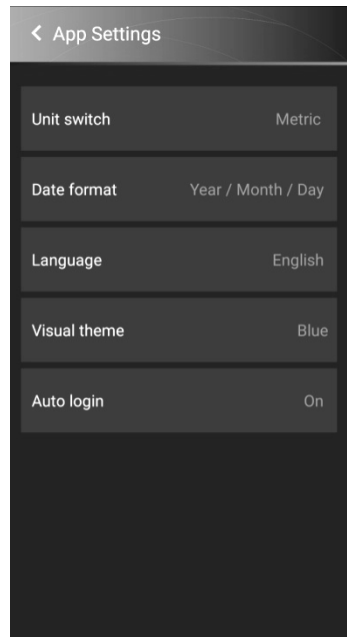 App Settings
Unit switch Metric
Date format Year / Month / Day
Language English
Visual theme Blue
Auto login On